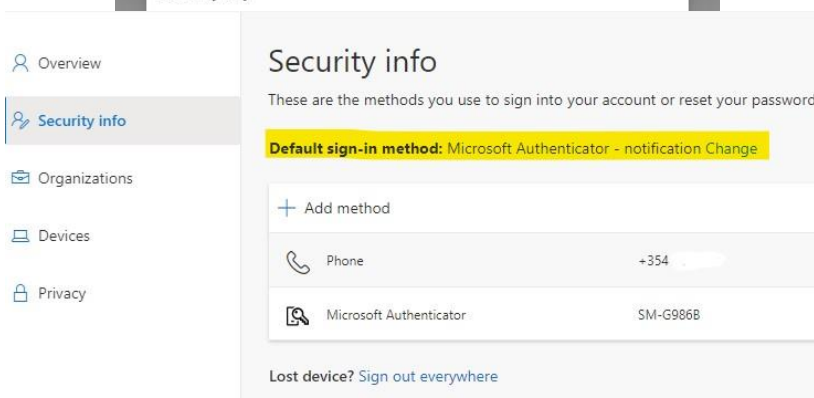 Overview
Security info
Organizations
Devices
Privacy
Security info
These are the methods you use to sign into your account or reset your password
Default sign-in method: Microsoft Authenticator - notification Change
Add method
Phone +354
Microsoft Authenticator SM-G986B
Lost device? Sign out everywhere